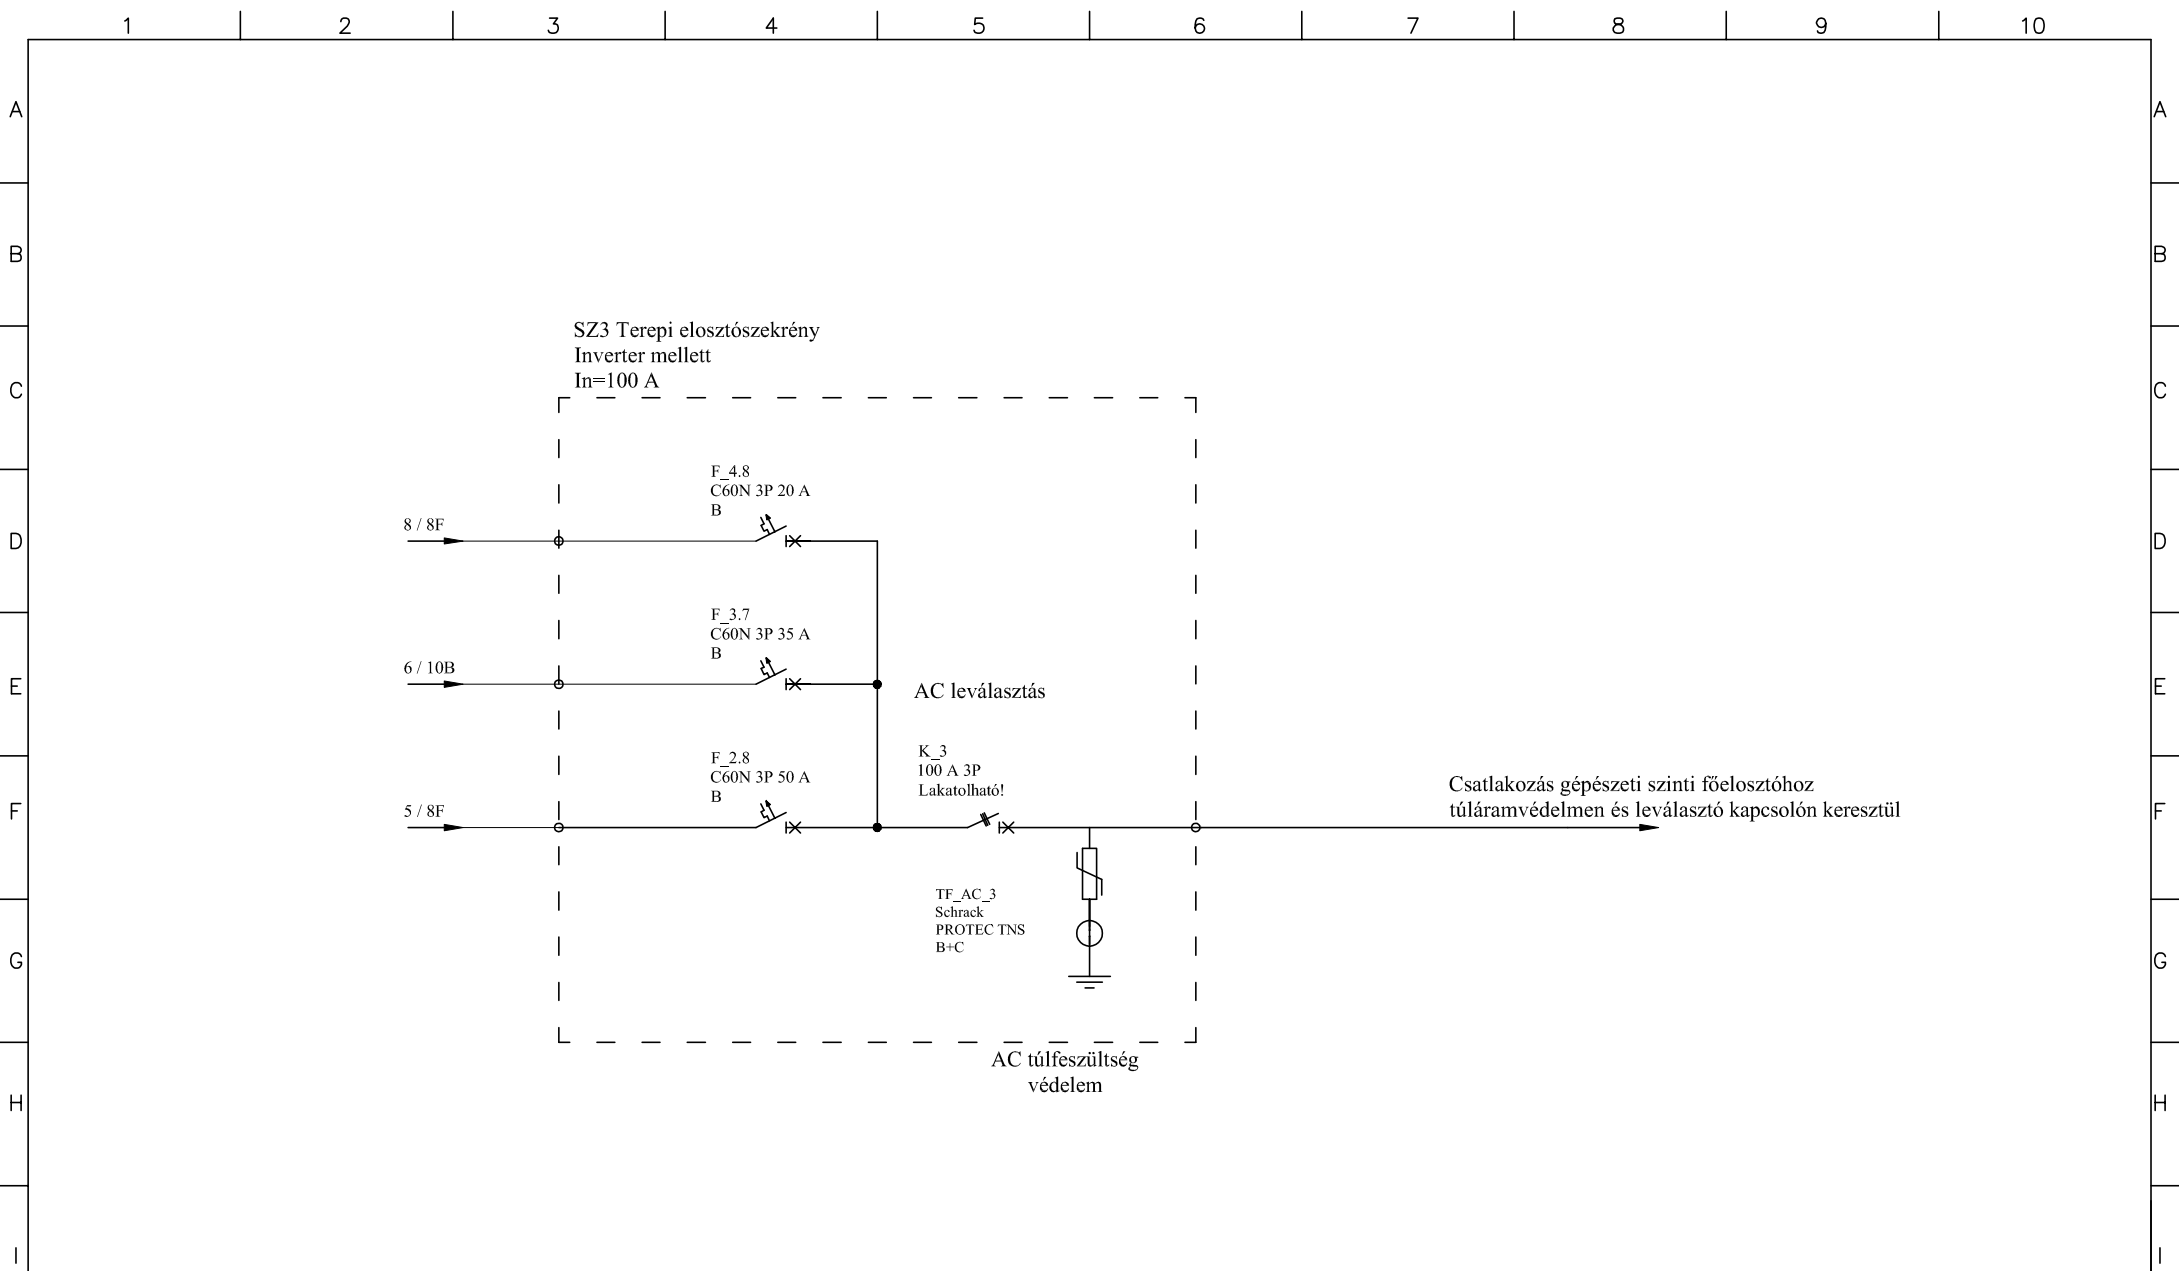 1 2 3 4 5 6 7 8 9 10
A A
B B
SZ3 Terepi elosztószekrény
Inverter mellett
In=100 A
C C
F_4.8
C60N 3P 20 A
B
8 / 8F
D D
F_3.7
C60N 3P 35 A
B
6 / 10B
E E
AC leválasztás
F_2.8
C60N 3P 50 A
B
K_3
100 A 3P
Lakatolható!
5 / 8F
Csatlakozás gépészeti szinti főelosztóhoz
túláramvédelmen és leválasztó kapcsolón keresztül
F F
TF_AC_3
Schrack
PROTEC TNS
B+C
G G
AC túlfeszültség
védelem
H H
I I